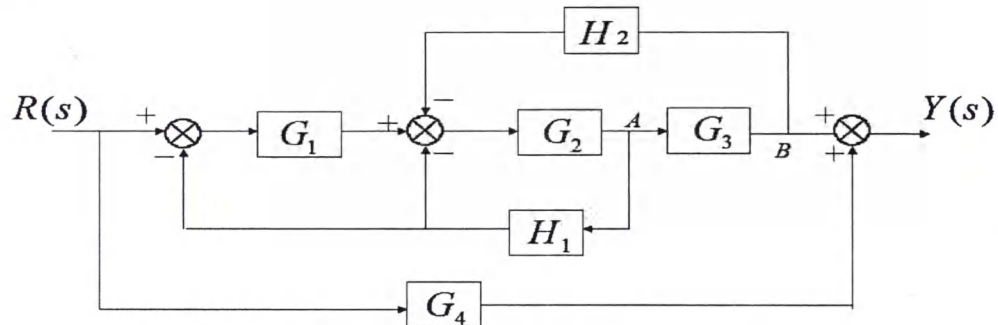 H2
R(s) + − G1 + − − G2 A G3 B + + Y(s)
H1
G4